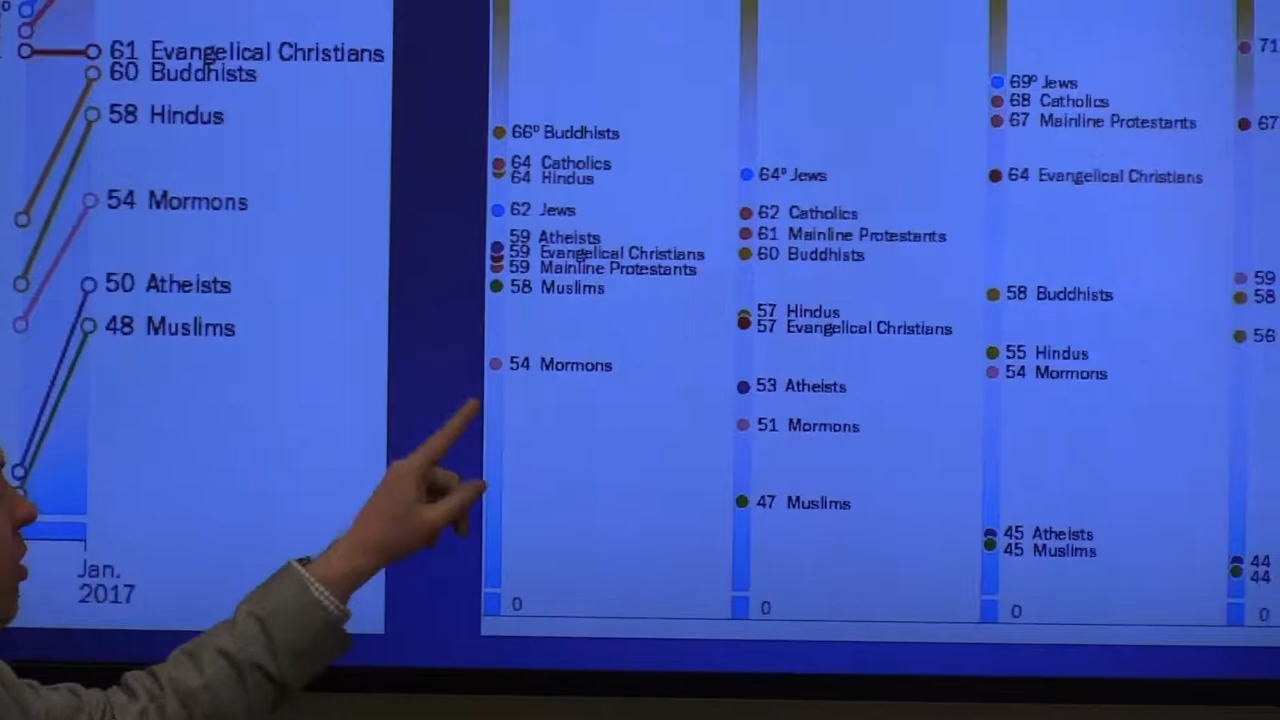 61 Evangelical Christians
60 Buddhists
58 Hindus
54 Mormons
50 Atheists
48 Muslims
Jan.
2017
66° Buddhists
64 Catholics
64 Hindus
62 Jews
59 Atheists
59 Evangelical Christians
59 Mainline Protestants
58 Muslims
54 Mormons
0
64° Jews
62 Catholics
61 Mainline Protestants
60 Buddhists
57 Hindus
57 Evangelical Christians
53 Atheists
51 Mormons
47 Muslims
0
69° Jews
68 Catholics
67 Mainline Protestants
64 Evangelical Christians
58 Buddhists
55 Hindus
54 Mormons
45 Atheists
45 Muslims
0
71
67
59
58
56
44
44
0